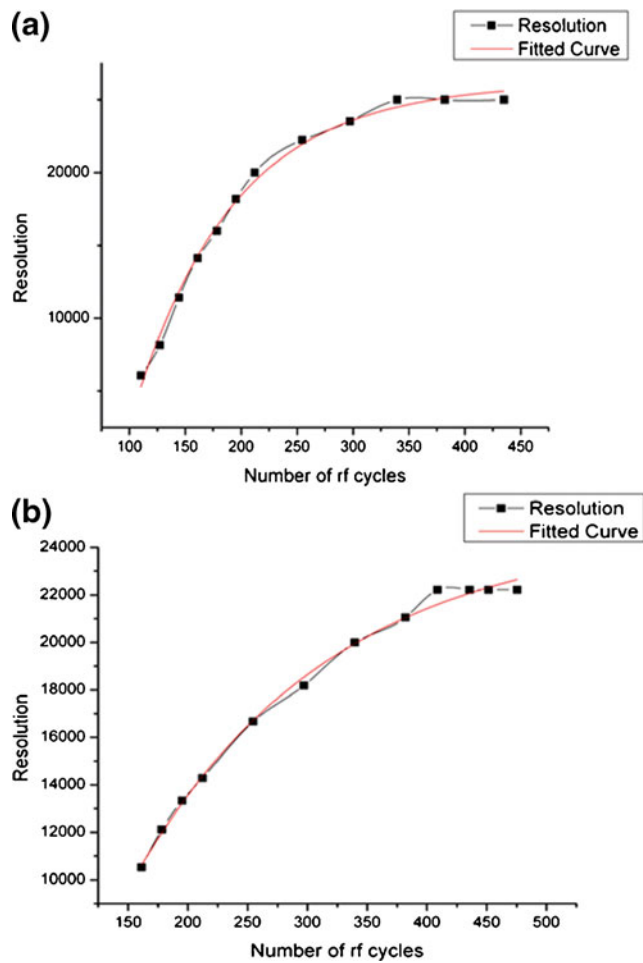 (a)
Resolution
Fitted Curve
20000
10000
Resolution
100 150 200 250 300 350 400 450
Number of rf cycles
(b)
Resolution
Fitted Curve
24000
22000
20000
18000
16000
14000
12000
10000
Resolution
150 200 250 300 350 400 450 500
Number of rf cycles